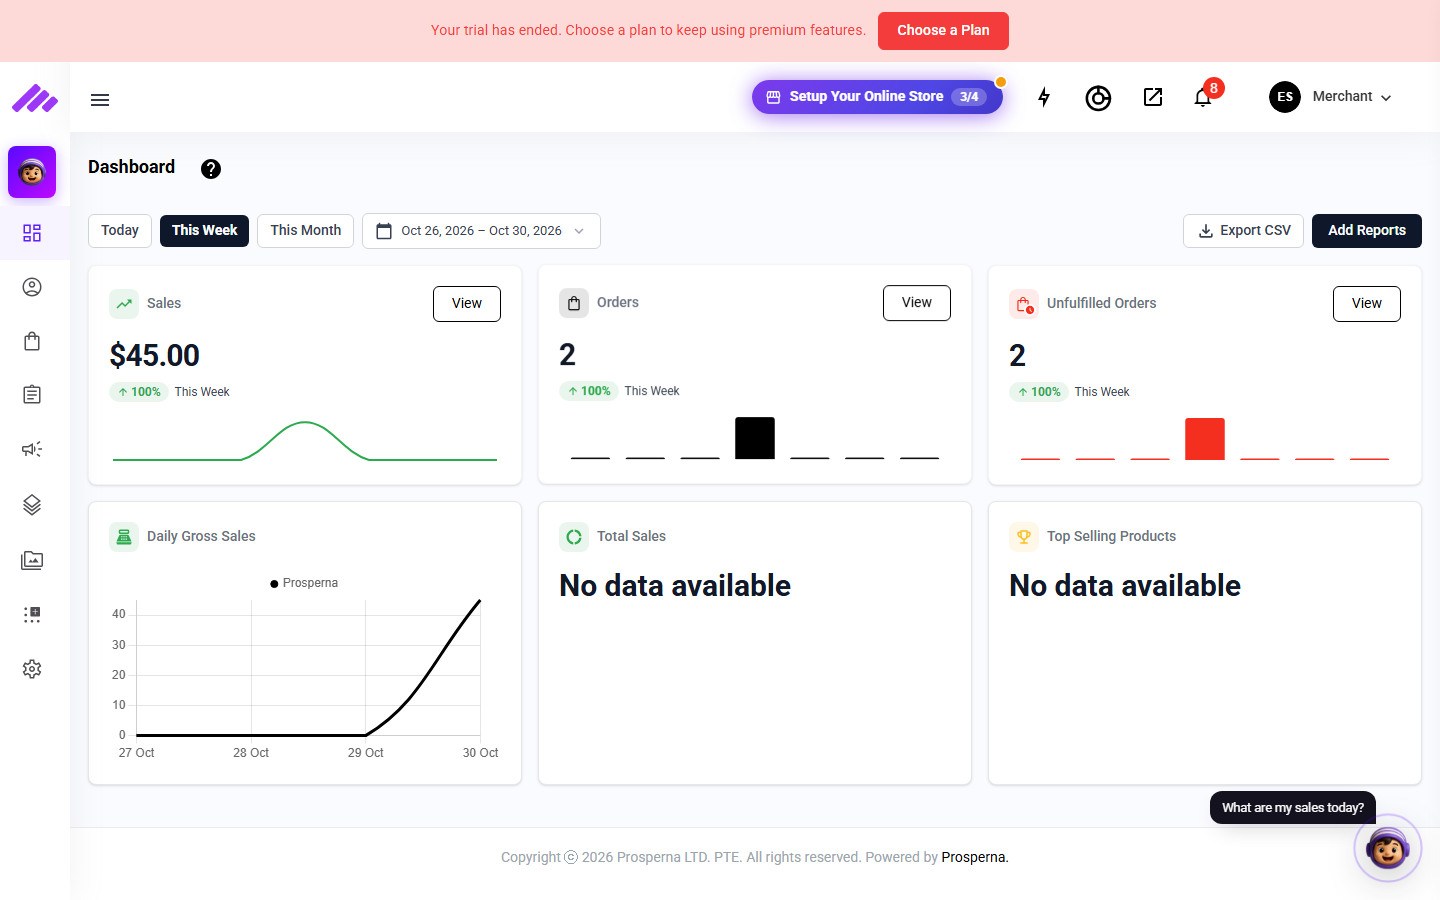 Your trial has ended. Choose a plan to keep using premium features. Choose a Plan
Setup Your Online Store 3/4
8
ES Merchant
Dashboard
Today This Week This Month Oct 26, 2026 – Oct 30, 2026 Export CSV Add Reports
Sales View
$45.00
100% This Week
Orders View
2
100% This Week
Unfulfilled Orders View
2
100% This Week
Daily Gross Sales
Prosperna
40
30
20
10
0
27 Oct 28 Oct 29 Oct 30 Oct
Total Sales
No data available
Top Selling Products
No data available
What are my sales today?
Copyright © 2026 Prosperna LTD. PTE. All rights reserved. Powered by Prosperna.